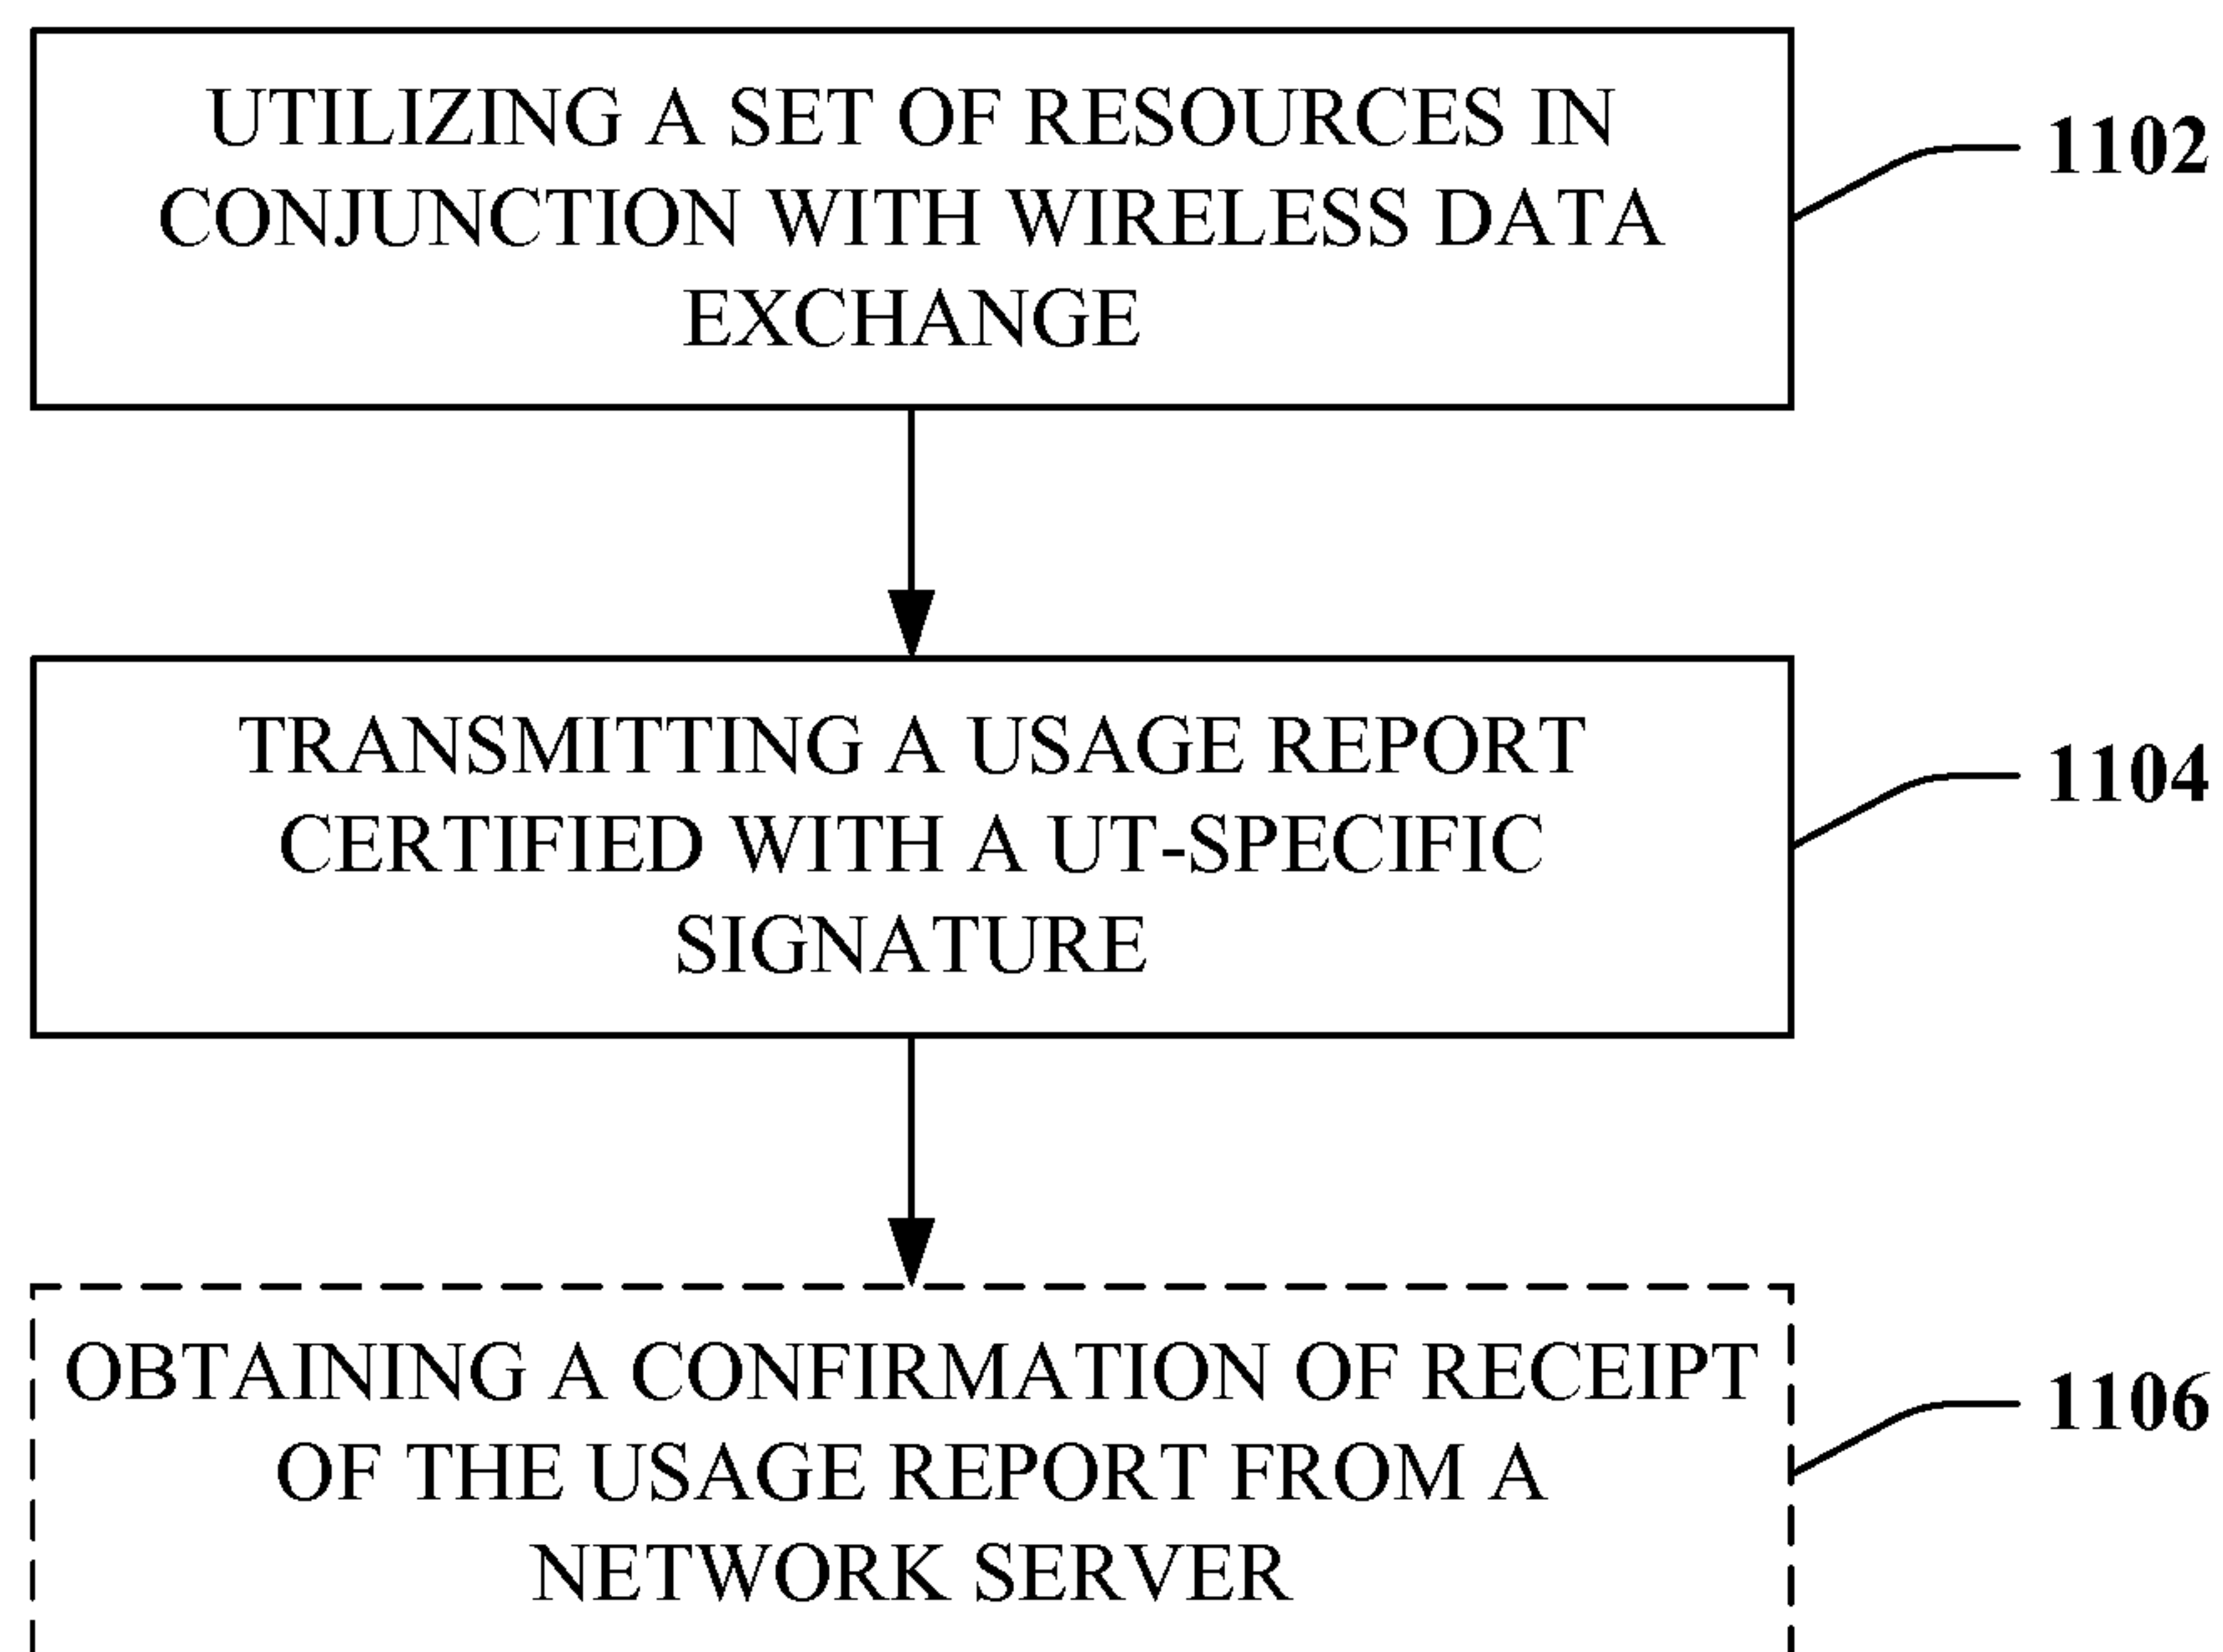 UTILIZING A SET OF RESOURCES IN
CONJUNCTION WITH WIRELESS DATA
EXCHANGE
1102
TRANSMITTING A USAGE REPORT
CERTIFIED WITH A UT-SPECIFIC
SIGNATURE
1104
OBTAINING A CONFIRMATION OF RECEIPT
OF THE USAGE REPORT FROM A
NETWORK SERVER
1106